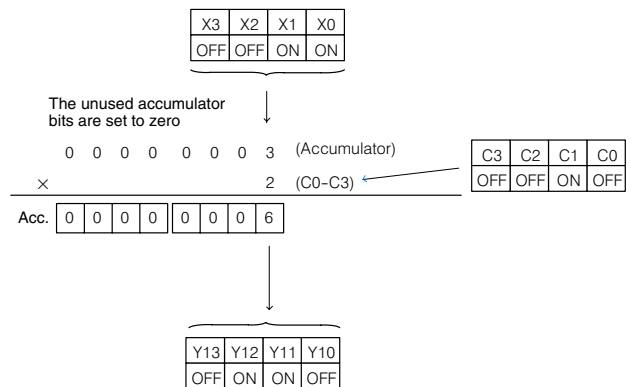 X3 X2 X1 X0
OFF OFF ON ON
The unused accumulator
bits are set to zero
0 0 0 0 0 0 0 3 (Accumulator)
× 2 (C0-C3)
C3 C2 C1 C0
OFF OFF ON OFF
Acc. 0 0 0 0 0 0 0 6
Y13 Y12 Y11 Y10
OFF ON ON OFF